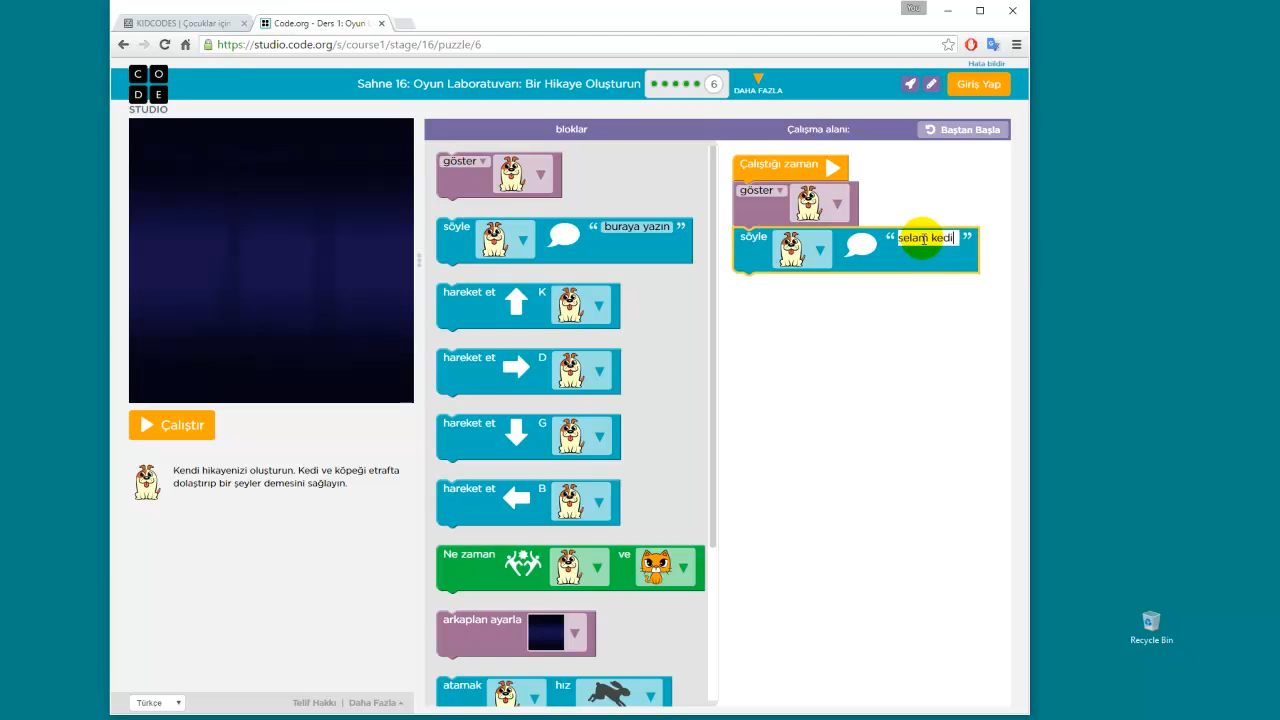 You
KIDCODES | Çocuklar için
Code.org - Ders 1: Oyun L
https://studio.code.org/s/course1/stage/16/puzzle/6
Hata bildir
C O
D E
STUDIO
Sahne 16: Oyun Laboratuvarı: Bir Hikaye Oluşturun
6
DAHA FAZLA
Giriş Yap
bloklar
Çalışma alanı:
Baştan Başla
göster
söyle
“ buraya yazın ”
hareket et K
hareket et D
hareket et G
hareket et B
Ne zaman ve
arkaplan ayarla
atamak hız
Çalıştığı zaman
göster
söyle
“ selam kedi ”
Çalıştır
Kendi hikayenizi oluşturun. Kedi ve köpeği etrafta
dolaştırıp bir şeyler demesini sağlayın.
Türkçe
Telif Hakkı | Daha Fazla
Recycle Bin